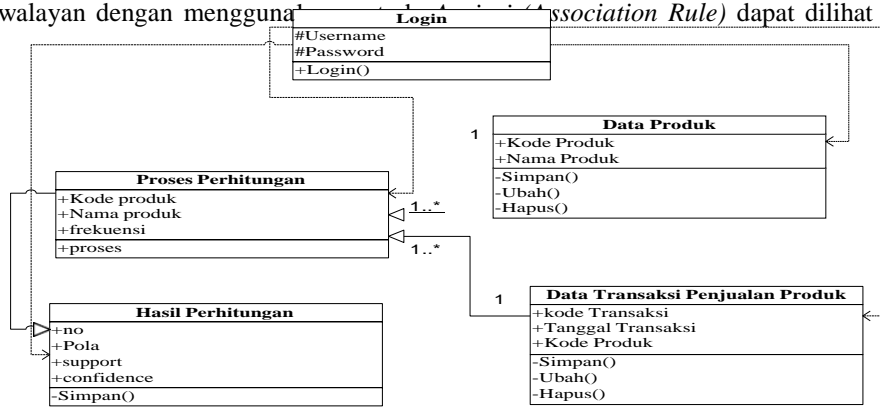 walayan dengan (Association Rule) dapat dilihat
Login
#Username
#Password
+Login()
1
Data Produk
+Kode Produk
+Nama Produk
-Simpan()
-Ubah()
-Hapus()
Proses Perhitungan
+Kode produk
+Nama produk
+frekuensi
+proses
1..*
1..*
1
Data Transaksi Penjualan Produk
+kode Transaksi
+Tanggal Transaksi
+Kode Produk
-Simpan()
-Ubah()
-Hapus()
Hasil Perhitungan
+no
+Pola
+support
+confidence
-Simpan()